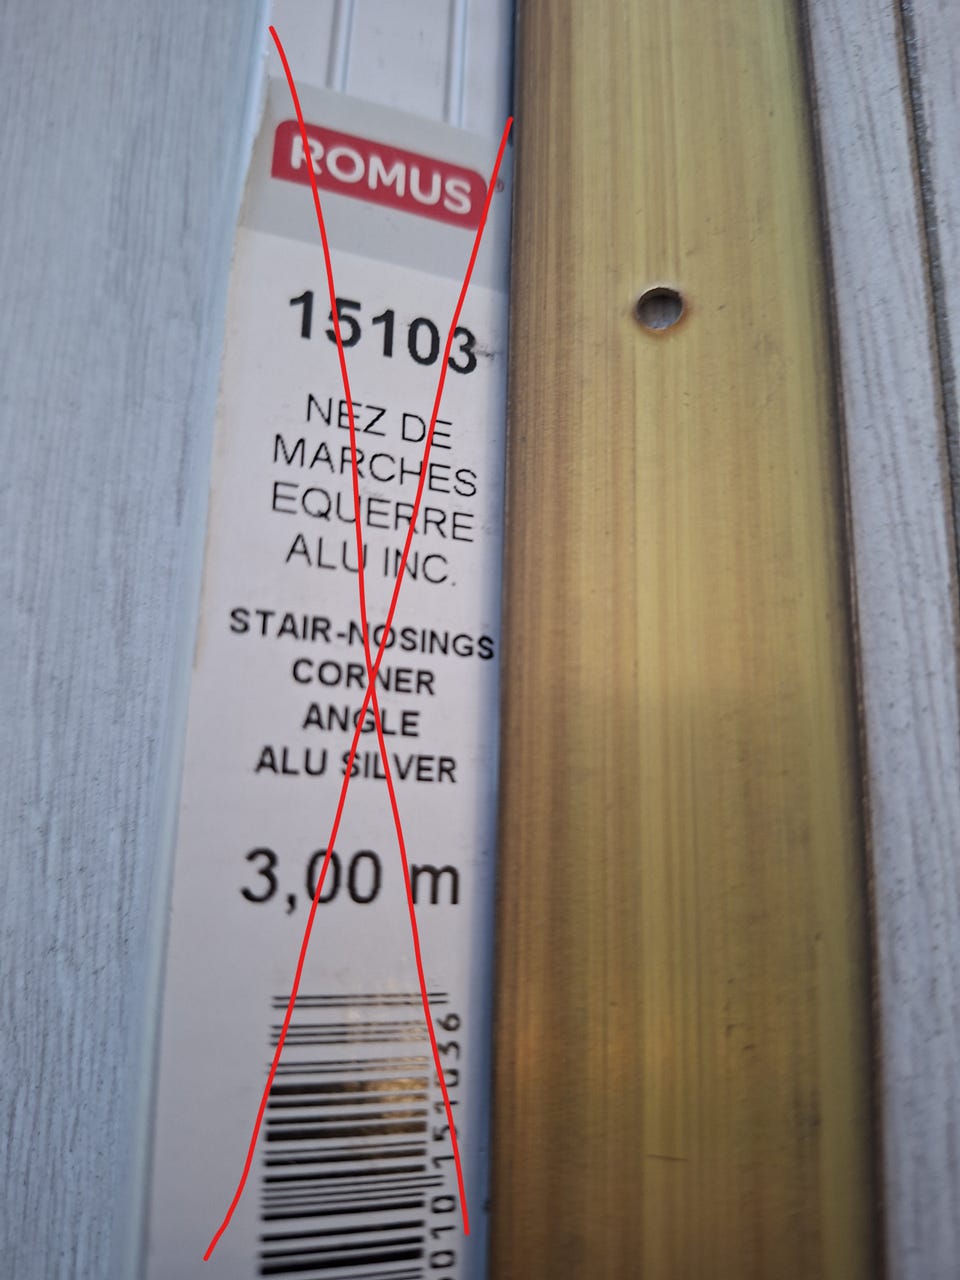 ROMUS®
15103
NEZ DE
MARCHES
EQUERRE
ALU INC.
STAIR-NOSINGS
CORNER
ANGLE
ALU SILVER
3,00 m